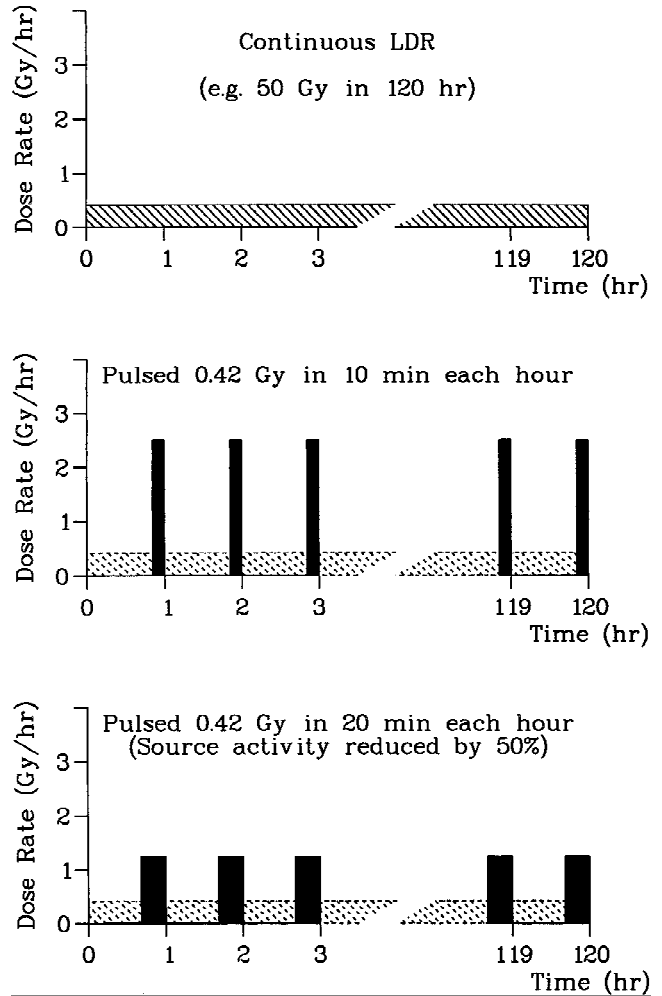 Continuous LDR
(e.g. 50 Gy in 120 hr)
Dose Rate (Gy/hr)
3
2
1
0
0 1 2 3 119 120
Time (hr)
Pulsed 0.42 Gy in 10 min each hour
Dose Rate (Gy/hr)
3
2
1
0
0 1 2 3 119 120
Time (hr)
Pulsed 0.42 Gy in 20 min each hour
(Source activity reduced by 50%)
Dose Rate (Gy/hr)
3
2
1
0
0 1 2 3 119 120
Time (hr)